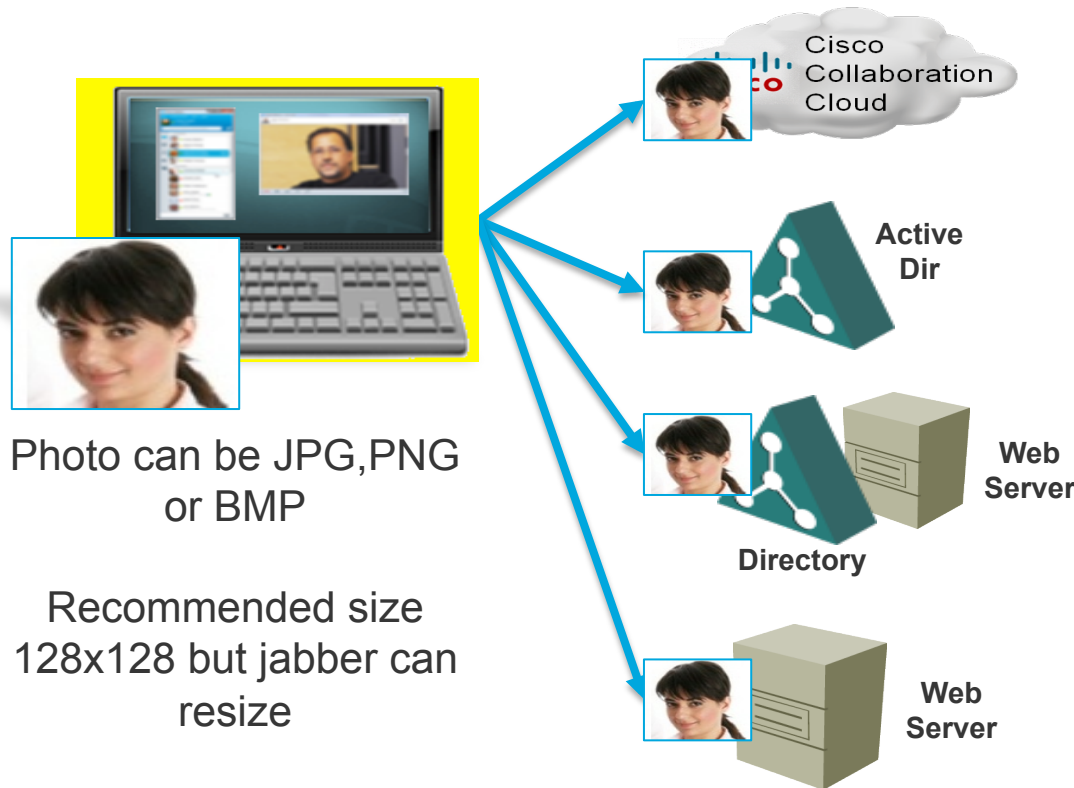 Cisco
Collaboration
Cloud
Active
Dir
Web
Server
Directory
Photo can be JPG,PNG
or BMP
Recommended size
128x128 but jabber can
resize
Web
Server